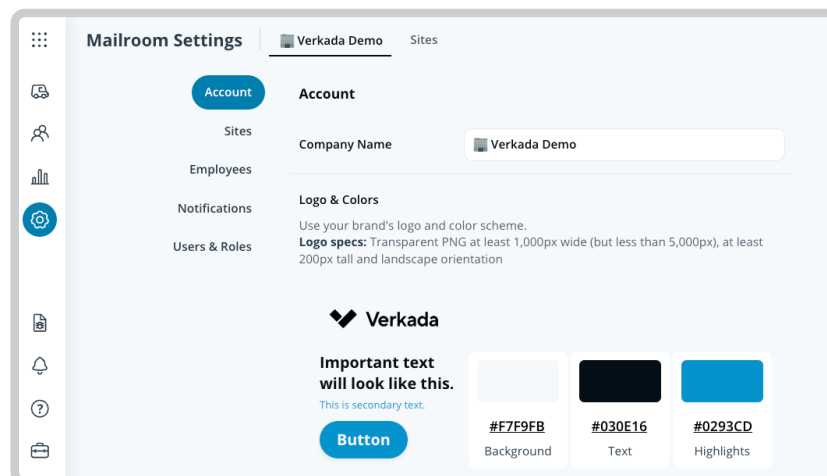 Mailroom Settings
🏢 Verkada Demo
Sites
Account
Sites
Employees
Notifications
Users & Roles
Account
Company Name
🏢 Verkada Demo
Logo & Colors
Use your brand's logo and color scheme.
Logo specs: Transparent PNG at least 1,000px wide (but less than 5,000px), at least
200px tall and landscape orientation
Verkada
Important text
will look like this.
This is secondary text.
Button
#F7F9FB
Background
#030E16
Text
#0293CD
Highlights